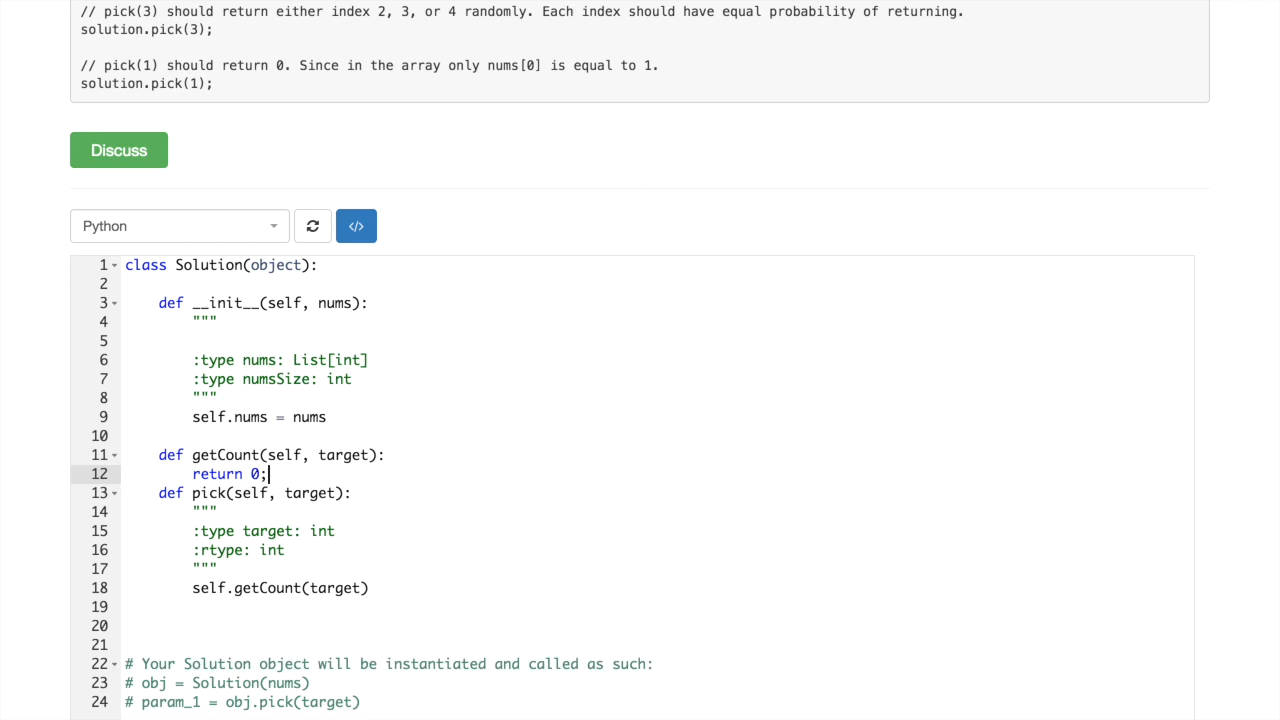 // pick(3) should return either index 2, 3, or 4 randomly. Each index should have equal probability of returning.
solution.pick(3);
// pick(1) should return 0. Since in the array only nums[0] is equal to 1.
solution.pick(1);
Discuss
Python
</>
1 class Solution(object):
2
3     def __init__(self, nums):
4         """
5
6         :type nums: List[int]
7         :type numsSize: int
8         """
9         self.nums = nums
10
11     def getCount(self, target):
12         return 0;
13     def pick(self, target):
14         """
15         :type target: int
16         :rtype: int
17         """
18         self.getCount(target)
19
20
21
22 # Your Solution object will be instantiated and called as such:
23 # obj = Solution(nums)
24 # param_1 = obj.pick(target)